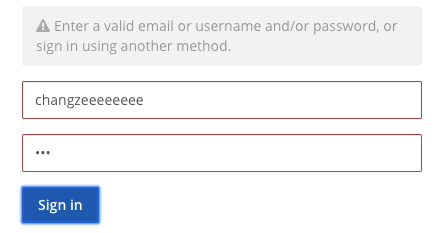 Enter a valid email or username and/or password, or
sign in using another method.
changzeeeeeeee
•••
Sign in